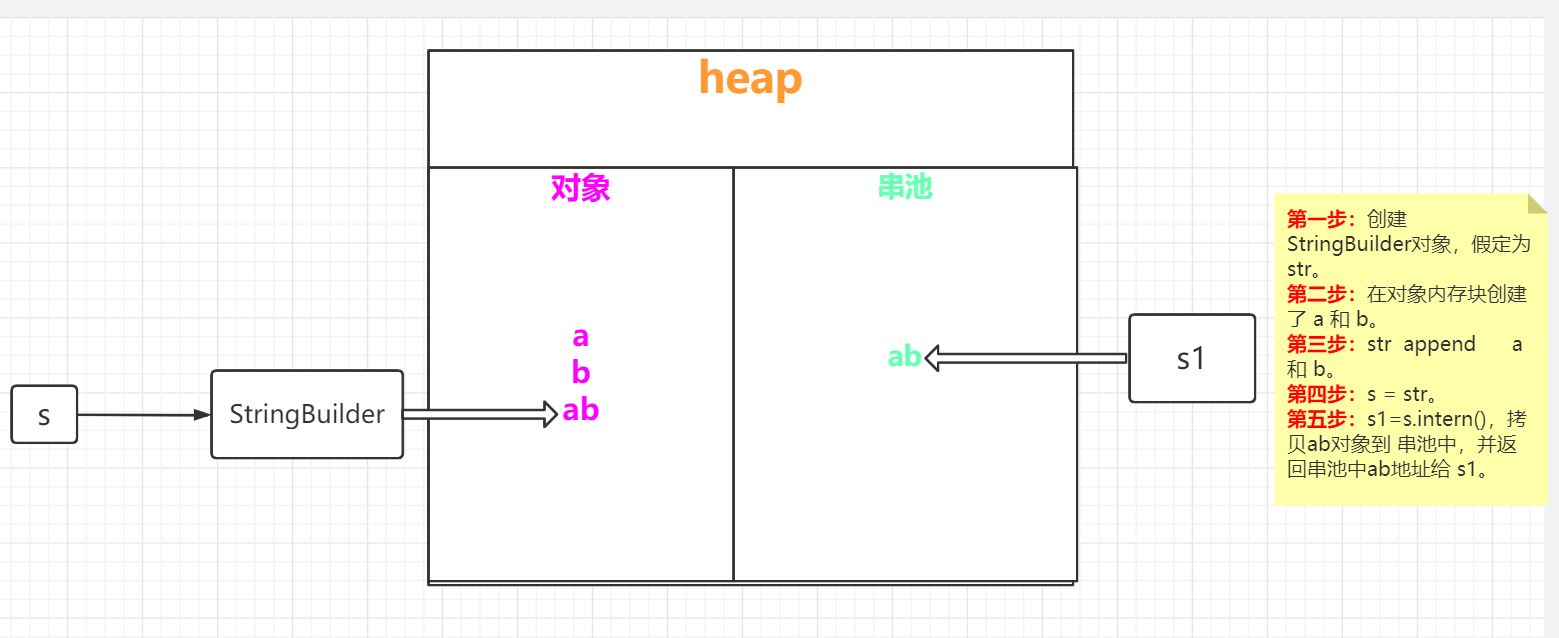 heap
对象
串池
a
b
ab
s
StringBuilder
ab
s1
第一步：创建
StringBuilder对象，假定为
str。
第二步：在对象内存块创建
了 a 和 b。
第三步：str append a
和 b。
第四步：s = str。
第五步：s1=s.intern()，拷
贝ab对象到 串池中，并返
回串池中ab地址给 s1。